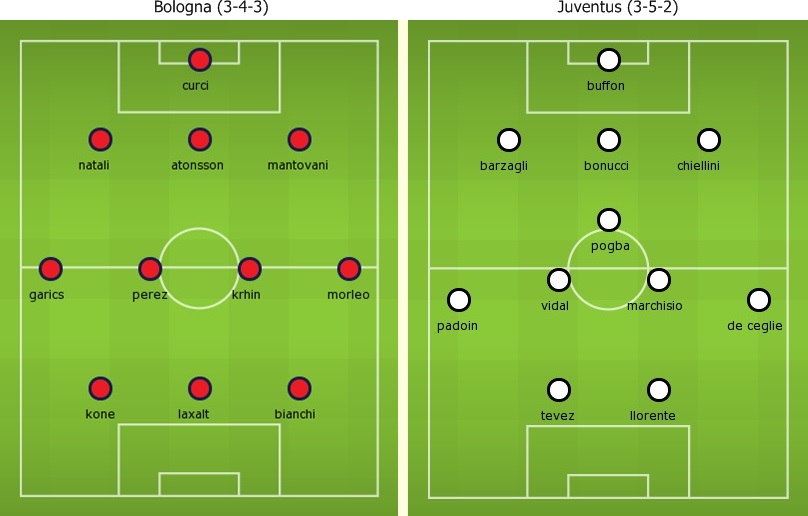 Bologna (3-4-3)
curci
natali atonsson mantovani
garics perez krhin morleo
kone laxalt bianchi
Juventus (3-5-2)
buffon
barzagli bonucci chiellini
pogba
vidal marchisio
padoin de ceglie
tevez llorente